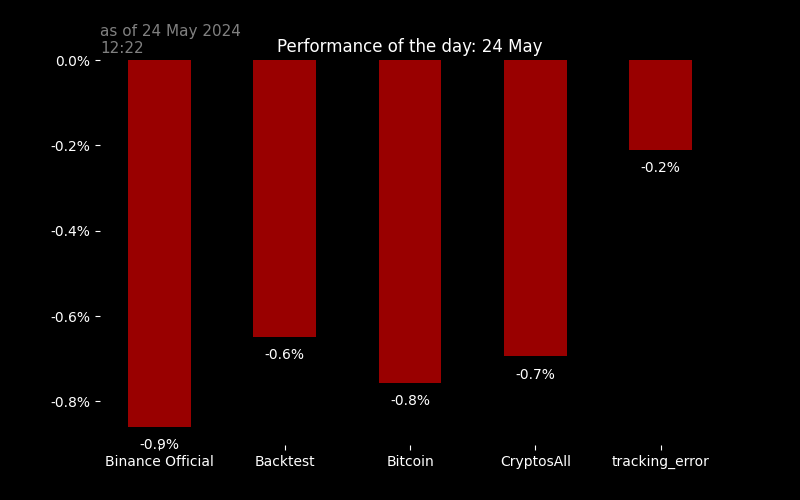 as of 24 May 2024
12:22
Performance of the day: 24 May
0.0%
-0.2%
-0.4%
-0.6%
-0.8%
-0.9%
-0.6%
-0.8%
-0.7%
-0.2%
Binance Official
Backtest
Bitcoin
CryptosAll
tracking_error